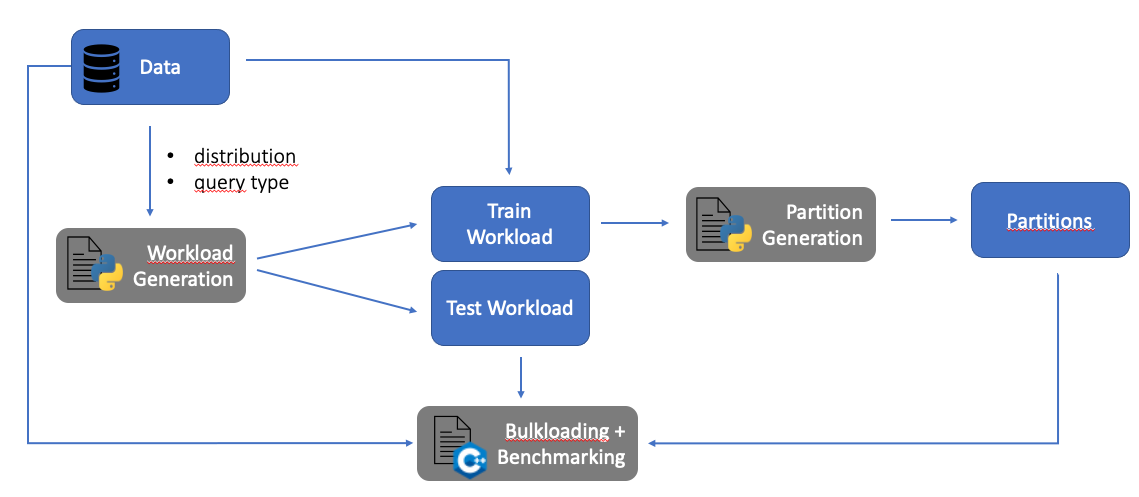 Data
• distribution
• query type
Train
Workload
Partition
Generation
Partitions
Workload
Generation
Test Workload
Bulkloading +
Benchmarking
C++